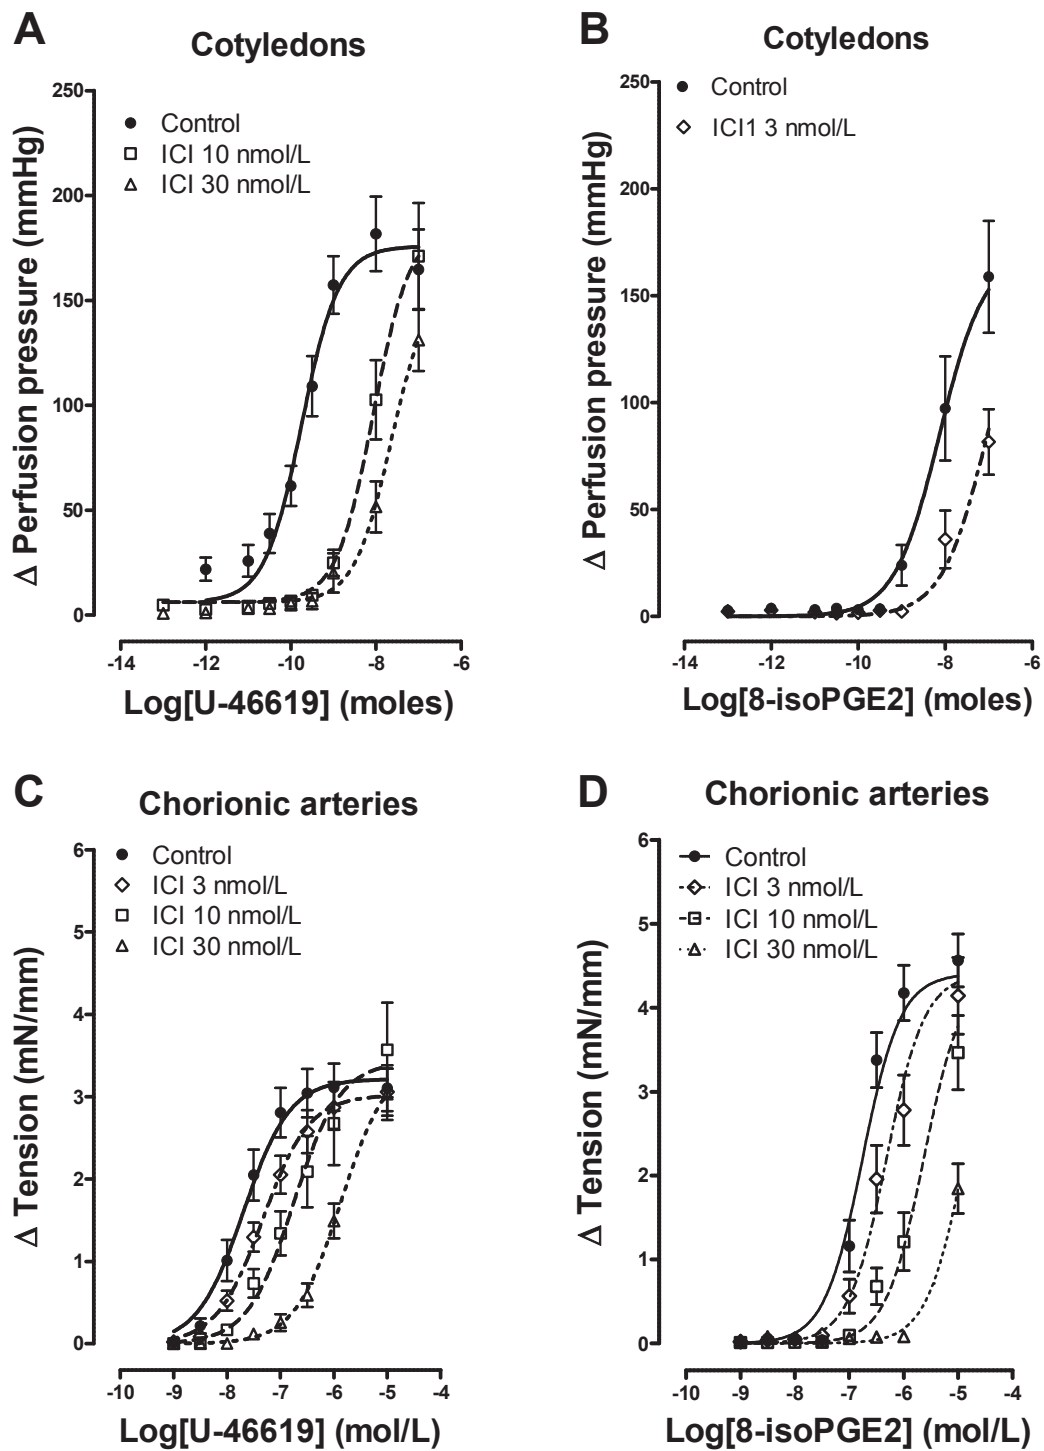 A
Cotyledons
250
200
150
100
50
0
Δ Perfusion pressure (mmHg)
Control
ICI 10 nmol/L
ICI 30 nmol/L
-14 -12 -10 -8 -6
Log[U-46619] (moles)
B
Cotyledons
250
200
150
100
50
0
Δ Perfusion pressure (mmHg)
Control
ICI1 3 nmol/L
-14 -12 -10 -8 -6
Log[8-isoPGE2] (moles)
C
Chorionic arteries
6
5
4
3
2
1
0
Δ Tension (mN/mm)
Control
ICI 3 nmol/L
ICI 10 nmol/L
ICI 30 nmol/L
-10 -9 -8 -7 -6 -5 -4
Log[U-46619] (mol/L)
D
Chorionic arteries
6
5
4
3
2
1
0
Δ Tension (mN/mm)
Control
ICI 3 nmol/L
ICI 10 nmol/L
ICI 30 nmol/L
-10 -9 -8 -7 -6 -5 -4
Log[8-isoPGE2] (mol/L)